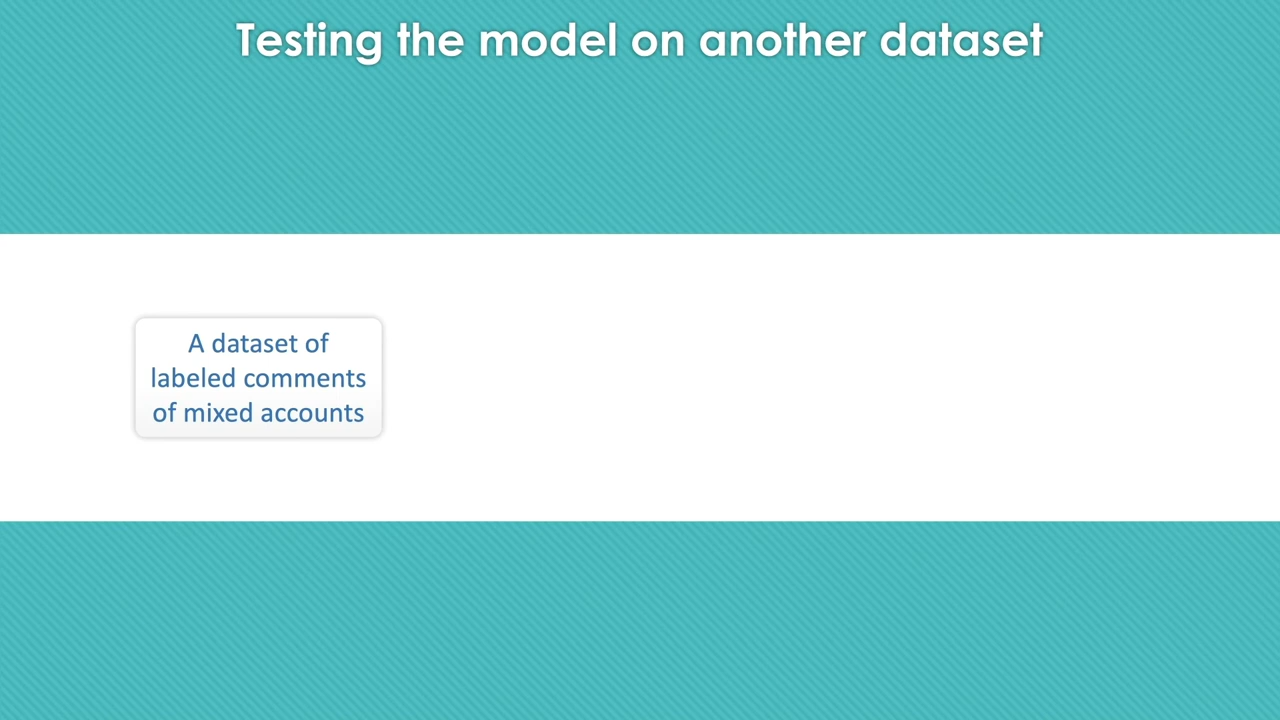 Testing the model on another dataset
A dataset of
labeled comments
of mixed accounts